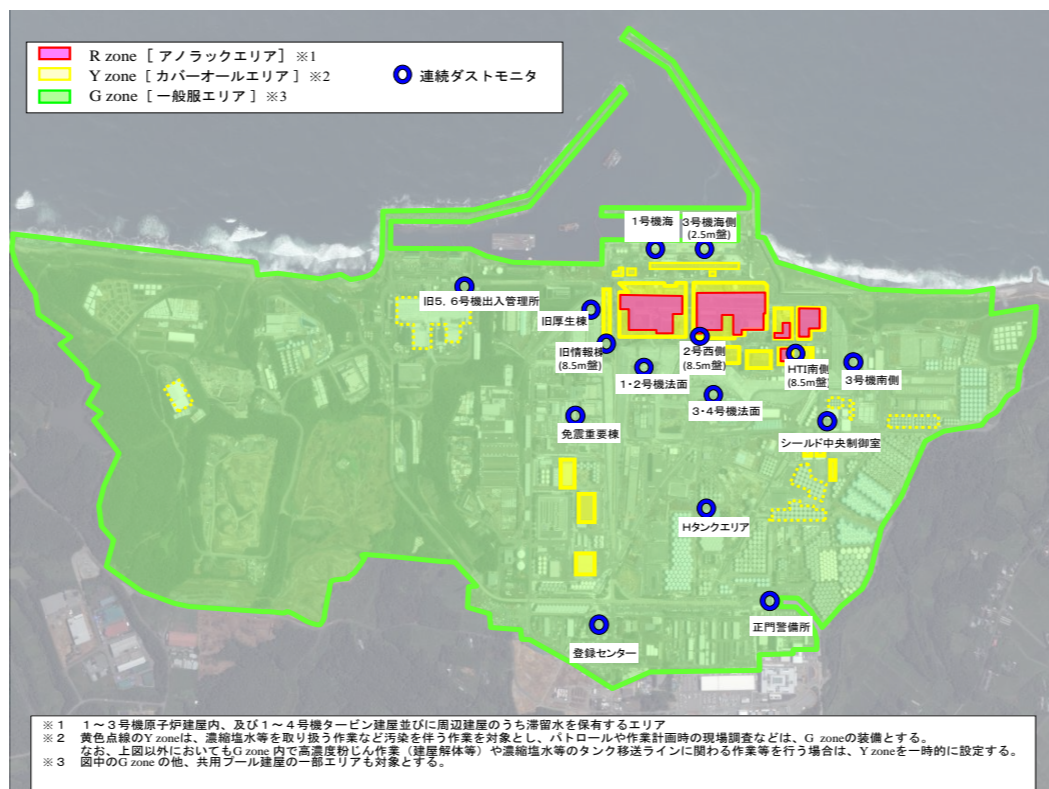 R zone [ アノラックエリア] ※1
Y zone [ カバーオールエリア] ※2
G zone [ 一般服エリア] ※3
連続ダストモニタ
1号機海
3号機海側
(2.5m盤)
旧5．6号機出入管理所
旧厚生棟
旧情報棟
(8.5m盤)
2号西側
(8.5m盤)
1・2号機法面
HTI南側
(8.5m盤)
3号機南側
3・4号機法面
免震重要棟
シールド中央制御室
Hタンクエリア
正門警備所
登録センター
※１　１～３号機原子炉建屋内、及び１～４号機タービン建屋並びに周辺建屋のうち滞留水を保有するエリア
※２　黄色点線のY zoneは、濃縮塩水等を取り扱う作業など汚染を伴う作業を対象とし、パトロールや作業計画時の現場調査などは、G zoneの装備とする。
なお、上図以外においてもG zone 内で高濃度粉じん作業（建屋解体等）や濃縮塩水等のタンク移送ラインに関わる作業等を行う場合は、Y zoneを一時的に設定する。
※３　図中のG zone の他、共用プール建屋の一部エリアも対象とする。